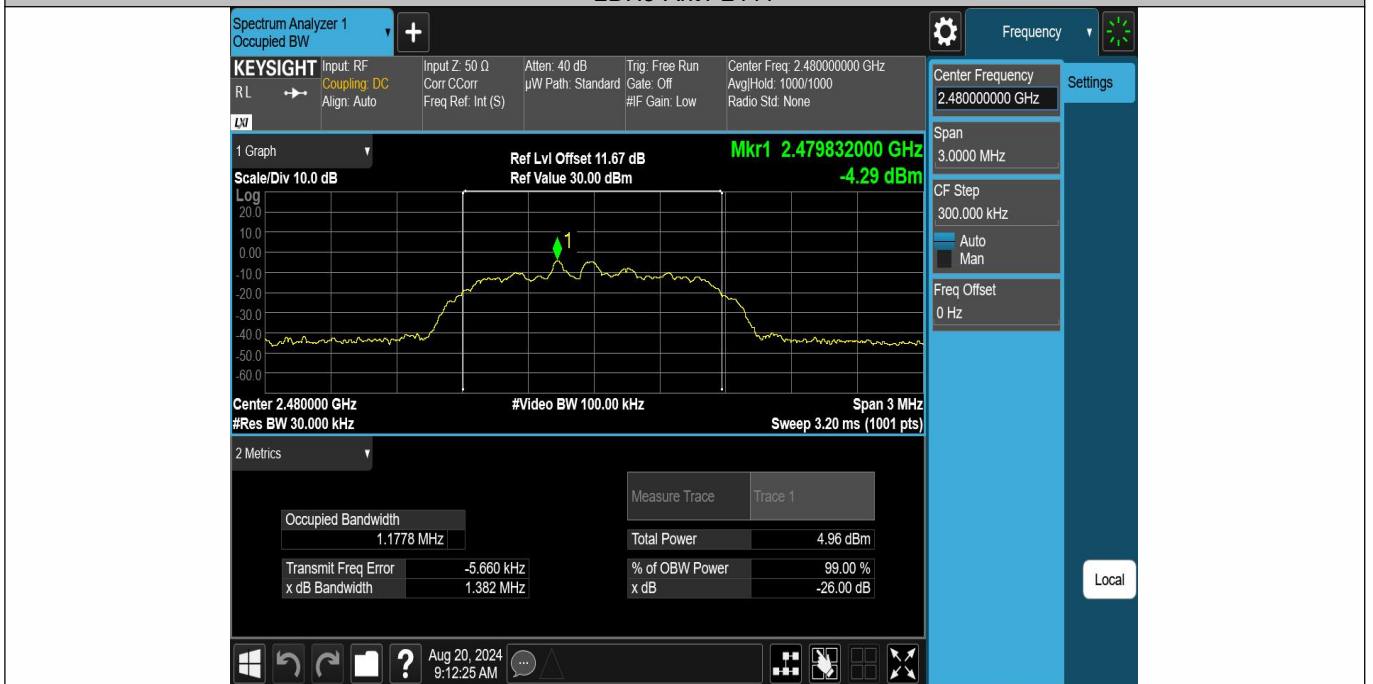 Spectrum Analyzer 1
Occupied BW
+
Frequency
KEYSIGHT
R L
LXI
Input: RF
Coupling: DC
Align: Auto
Input Z: 50 Ω
Corr CCorr
Freq Ref: Int (S)
Atten: 40 dB
µW Path: Standard
Trig: Free Run
Gate: Off
#IF Gain: Low
Center Freq: 2.480000000 GHz
Avg|Hold: 1000/1000
Radio Std: None
Center Frequency
2.480000000 GHz
Settings
Span
3.0000 MHz
CF Step
300.000 kHz
Auto
Man
Freq Offset
0 Hz
Local
1 Graph
Scale/Div 10.0 dB
Ref Lvl Offset 11.67 dB
Ref Value 30.00 dBm
Mkr1 2.479832000 GHz
-4.29 dBm
Log
20.0
10.0
0.00
-10.0
-20.0
-30.0
-40.0
-50.0
-60.0
1
Center 2.480000 GHz
#Video BW 100.00 kHz
Span 3 MHz
#Res BW 30.000 kHz
Sweep 3.20 ms (1001 pts)
2 Metrics
Measure Trace Trace 1
Occupied Bandwidth
1.1778 MHz
Total Power 4.96 dBm
Transmit Freq Error -5.660 kHz
% of OBW Power 99.00 %
x dB Bandwidth 1.382 MHz
x dB -26.00 dB
?
Aug 20, 2024
9:12:25 AM